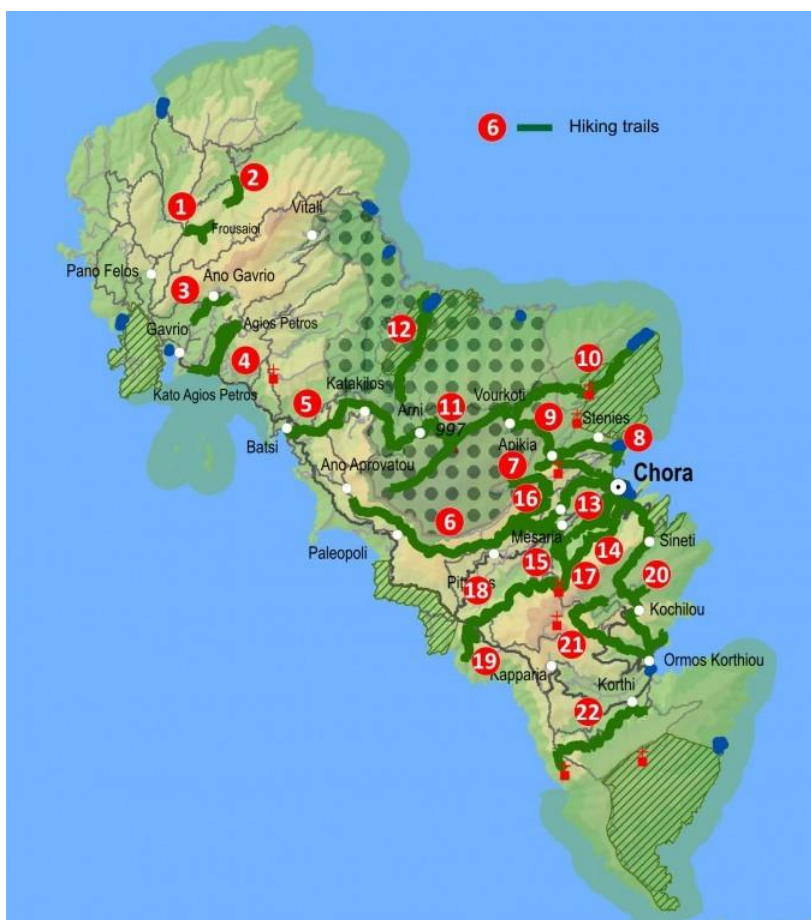 6 Hiking trails
2
1
Vitali
Frousaioi
Pano Felos
3
Ano Gavrio
Gavrio
Agios Petros
12
4
10
Kato Agios Petros
5
Katakilos
11
Vourkoti
9
Stenies
Arni
997
8
Batsi
Apikia
7
Chora
Ano Aprovatou
16
13
6
Mesaria
Sineti
Paleopoli
15
14
17
20
18
Kochilou
21
19
Kapparia
Ormos Korthiou
Korthi
22